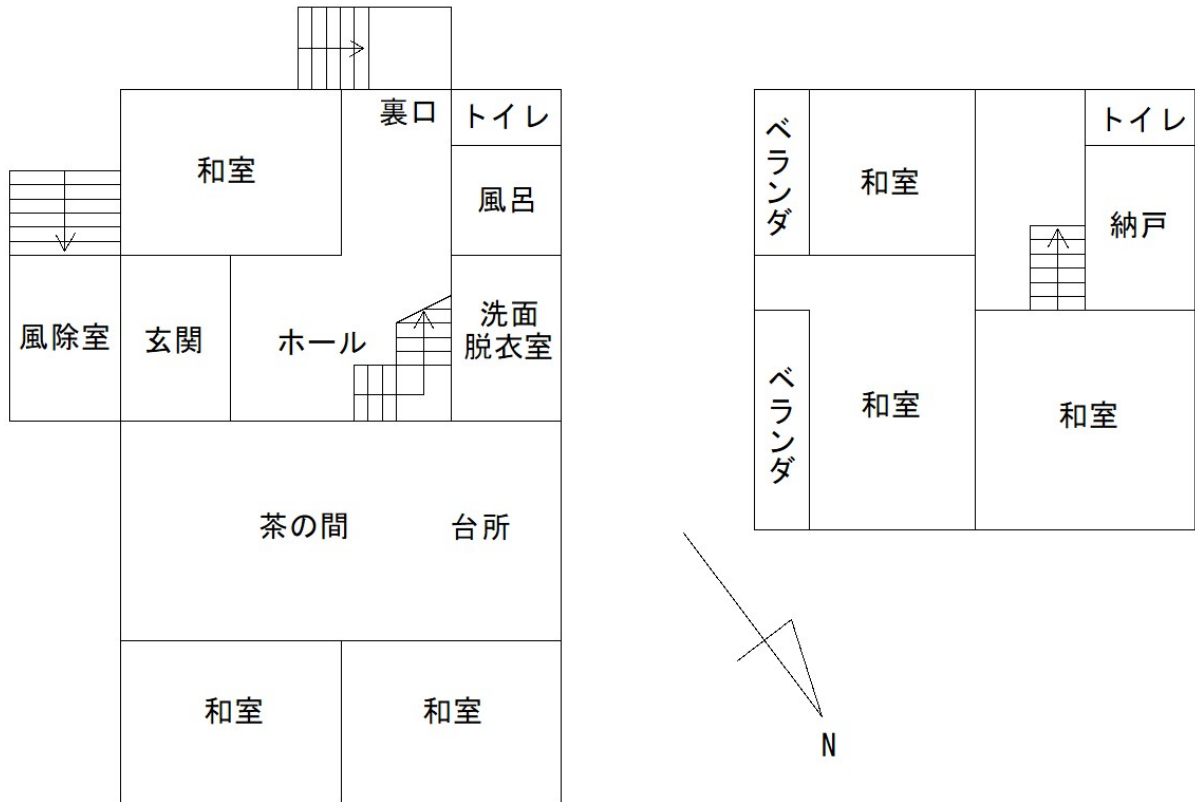 裏口
トイレ
和室
風呂
風除室
玄関
ホール
洗面
脱衣室
茶の間
台所
和室
和室
ベランダ
和室
トイレ
納戸
ベランダ
和室
和室
N